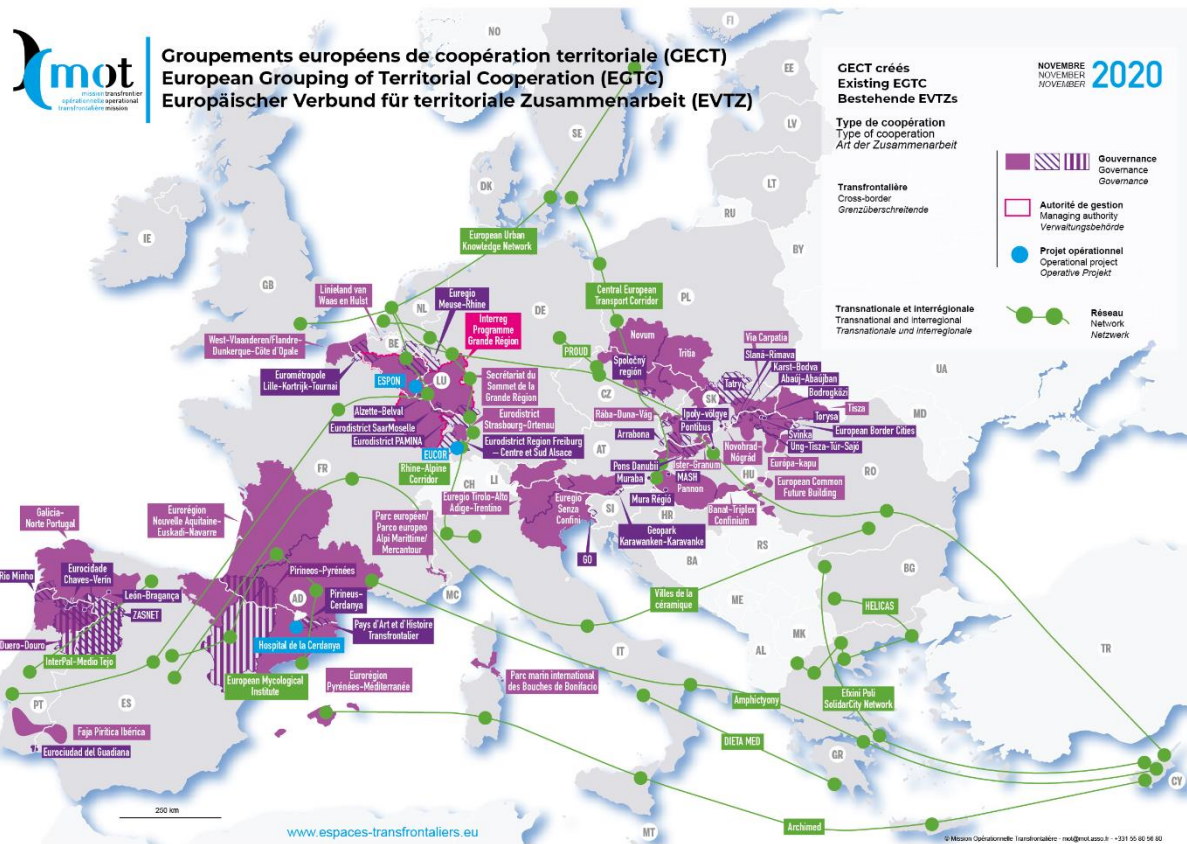 mot
mission transfrontier
opérationnelle operational
transfrontalière mission
Groupements européens de coopération territoriale (GECT)
European Grouping of Territorial Cooperation (EGTC)
Europäischer Verbund für territoriale Zusammenarbeit (EVTZ)
GECT créés
Existing EGTC
Bestehende EVTZs
NOVEMBRE
NOVEMBER
NOVEMBER
2020
Type de coopération
Type of cooperation
Art der Zusammenarbeit
Gouvernance
Governance
Governance
Transfrontalière
Cross-border
Grenzüberschreitende
Autorité de gestion
Managing authority
Verwaltungsbehörde
Projet opérationnel
Operational project
Operative Projekt
Transnationale et interrégionale
Transnational and interregional
Transnationale und interregionale
Réseau
Network
Netzwerk
NO
FI
EE
SE
LV
DK
LT
RU
BY
IE
GB
NL
DE
PL
UA
BE
LU
CZ
SK
MD
FR
AT
HU
RO
CH
LI
SI
HR
BA
RS
BG
ME
MK
AL
IT
MC
AD
PT
ES
GR
TR
CY
MT
European Urban
Knowledge Network
Linieland van
Waas en Hulst
Euregio
Meuse-Rhine
Interreg
Programme
Grande Région
Central European
Transport Corridor
West-Vlaanderen/Flandre-
Dunkerque-Côte d'Opale
Eurométropole
Lille-Kortrijk-Tournai
ESPON
PROUD
Novum
Tritia
Spoločný
región
Via Carpatia
Slaná-Rimava
Karst-Bodva
Abaúj-Abaújban
Bodrogközi
Tatry
Torysa
Tisza
Secrétariat du
Sommet de la
Grande Région
Alzette-Belval
Eurodistrict SaarMoselle
Eurodistrict PAMINA
Eurodistrict
Strasbourg-Ortenau
EUCOR
Eurodistrict Region Freiburg
– Centre et Sud Alsace
Rhine-Alpine
Corridor
Rába-Duna-Vág
Ipoly-völgye
Pontibus
Arrabona
Svinka
European Border Cities
Ung-Tisza-Túr-Sajó
Novohrad-
Nógrád
Európa-kapu
Pons Danubii
Ister-Granum
Muraba
MASH
Pannon
European Common
Future Building
Mura Régió
Banat-Triplex
Confinium
Euregio Tirolo-Alto
Adige-Trentino
Euregio
Senza
Confini
Geopark
Karawanken-Karavanke
GO
Parc européen/
Parco europeo
Alpi Marittime/
Mercantour
Eurorégion
Nouvelle Aquitaine-
Euskadi-Navarre
Galicia-
Norte Portugal
Rio Minho
Eurocidade
Chaves-Verín
León-Bragança
ZASNET
Duero-Douro
InterPal-Medio Tejo
Pirineos-Pyrénées
Pirineus-
Cerdanya
Pays d'Art et d'Histoire
Transfrontalier
Hospital de la Cerdanya
European Mycological
Institute
Eurorégion
Pyrénées-Méditerranée
Parc marin international
des Bouches de Bonifacio
Villes de la
céramique
HELICAS
Amphictyony
Efxini Poli
SolidarCity Network
DIETA MED
Archimed
Faja Pirítica Ibérica
Eurociudad del Guadiana
250 km
www.espaces-transfrontaliers.eu
© Mission Opérationnelle Transfrontalière - mot@mot.asso.fr - +331 55 80 56 80